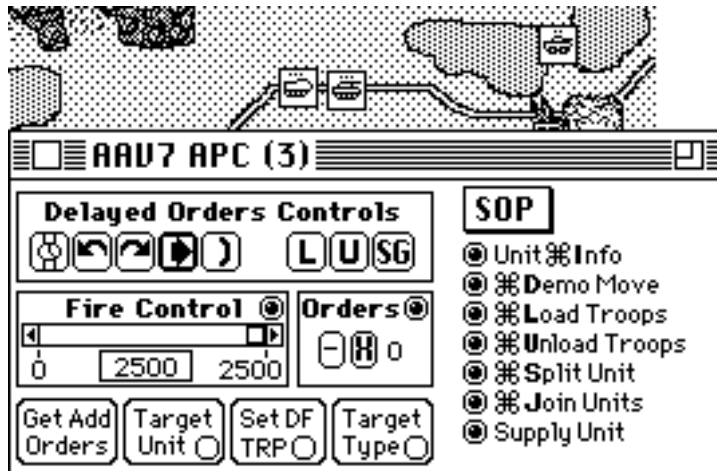 AAV7 APC (3)
Delayed Orders Controls
L U SG
SOP
Unit ⌘Info
⌘Demo Move
⌘Load Troops
⌘Unload Troops
⌘Split Unit
⌘Join Units
Supply Unit
Fire Control
0 2500 2500
Orders
- X 0
Get Add
Orders
Target
Unit
Set DF
TRP
Target
Type